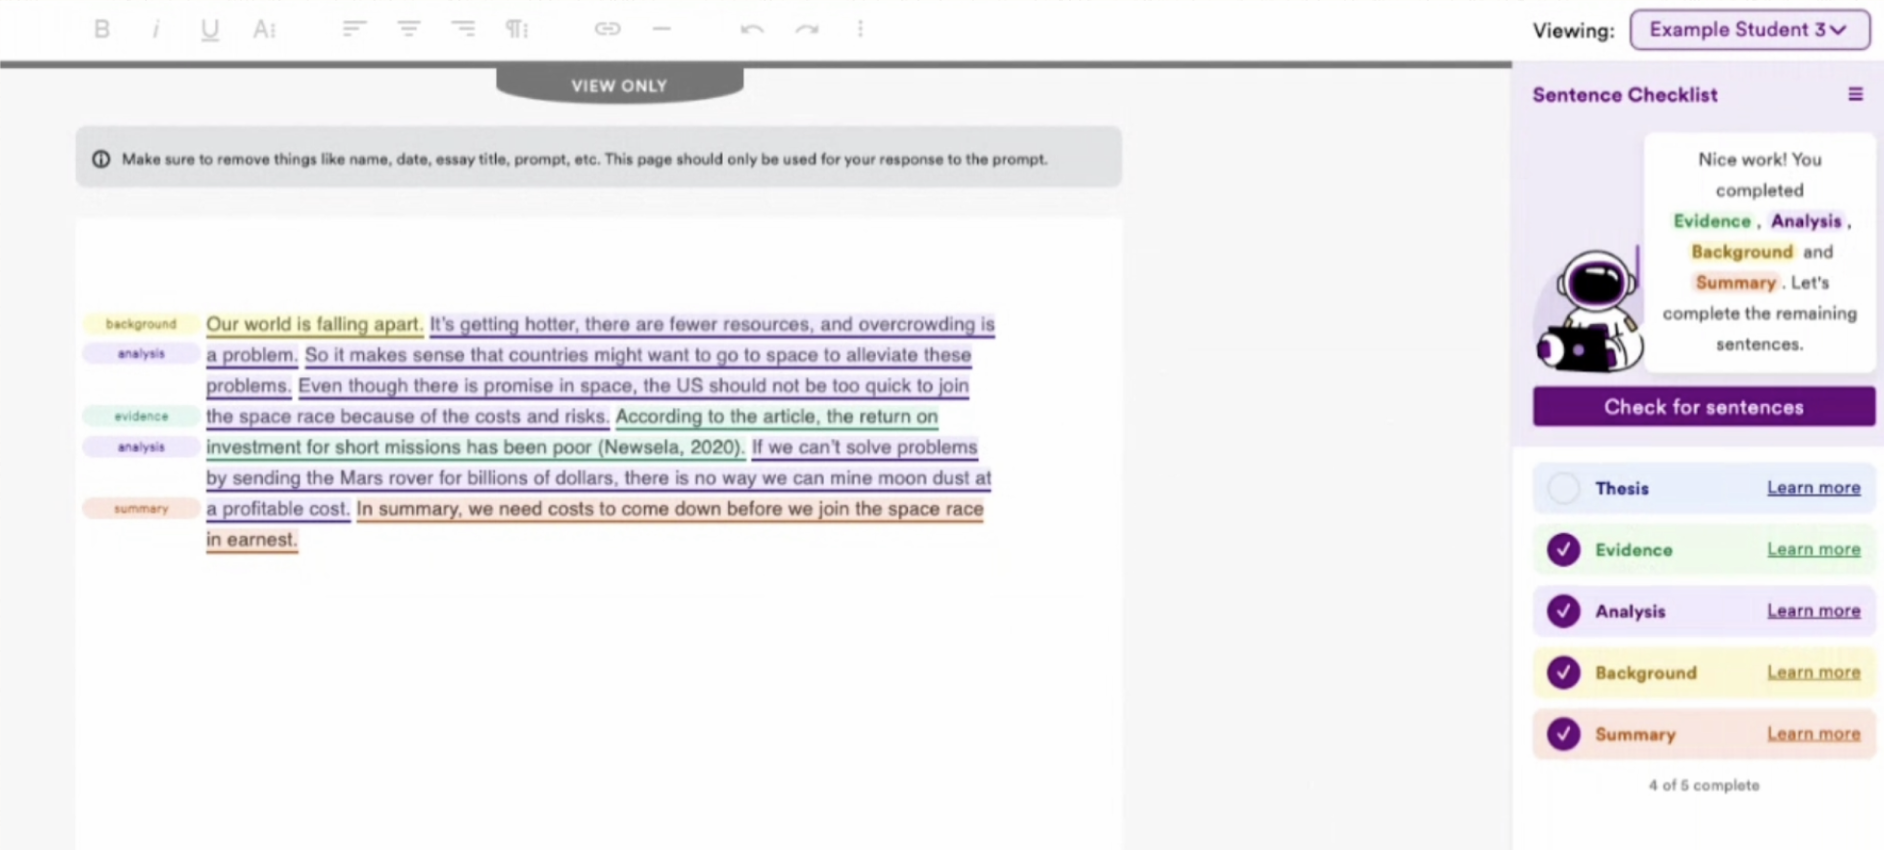 B i U A
Viewing: Example Student 3
VIEW ONLY
Sentence Checklist
Make sure to remove things like name, date, essay title, prompt, etc. This page should only be used for your response to the prompt.
Nice work! You
completed
Evidence , Analysis ,
Background and
Summary . Let's
complete the remaining
sentences.
Check for sentences
background Our world is falling apart. It's getting hotter, there are fewer resources, and overcrowding is
analysis a problem. So it makes sense that countries might want to go to space to alleviate these
problems. Even though there is promise in space, the US should not be too quick to join
evidence the space race because of the costs and risks. According to the article, the return on
analysis investment for short missions has been poor (Newsela, 2020). If we can't solve problems
by sending the Mars rover for billions of dollars, there is no way we can mine moon dust at
summary a profitable cost. In summary, we need costs to come down before we join the space race
in earnest.
Thesis Learn more
Evidence Learn more
Analysis Learn more
Background Learn more
Summary Learn more
4 of 5 complete